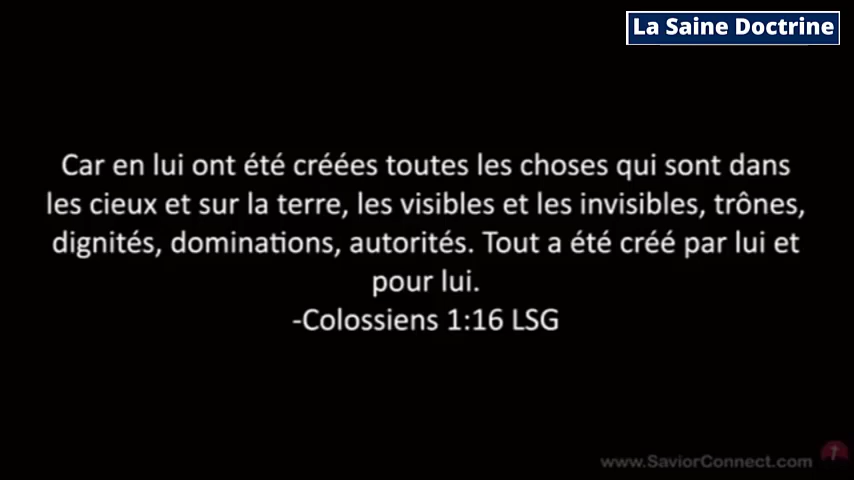 La Saine Doctrine
Car en lui ont été créées toutes les choses qui sont dans
les cieux et sur la terre, les visibles et les invisibles, trônes,
dignités, dominations, autorités. Tout a été créé par lui et
pour lui.
-Colossiens 1:16 LSG
www.SaviorConnect.com